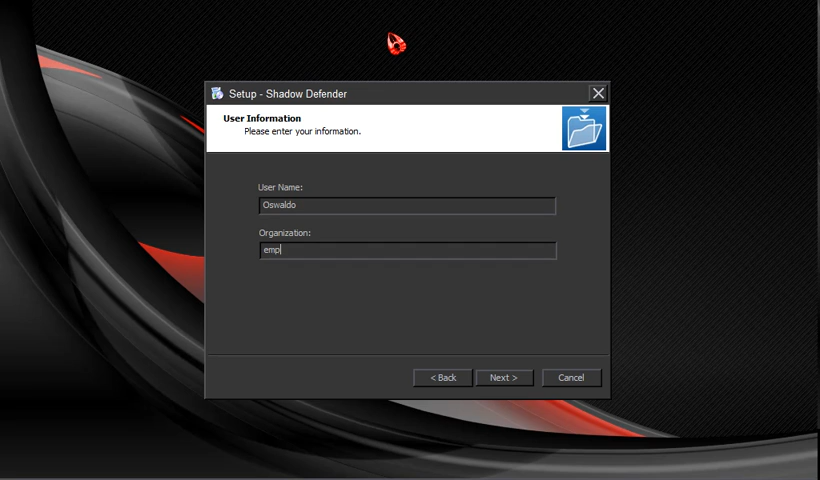 Setup - Shadow Defender
User Information
Please enter your information.
User Name:
Oswaldo
Organization:
emp
< Back
Next >
Cancel